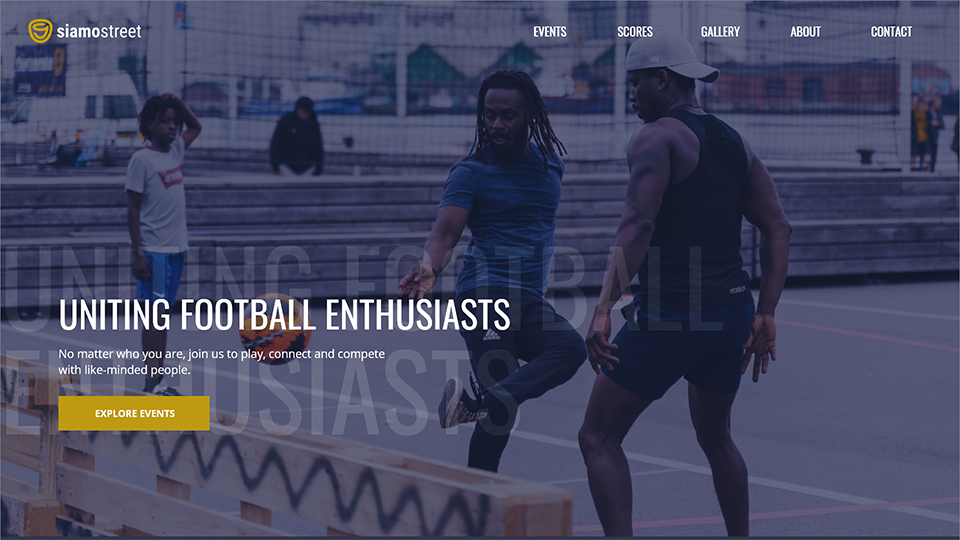 siamostreet
EVENTS
SCORES
GALLERY
ABOUT
CONTACT
UNITING FOOTBALL
ENTHUSIASTS
UNITING FOOTBALL ENTHUSIASTS
No matter who you are, join us to play, connect and compete
with like-minded people.
EXPLORE EVENTS